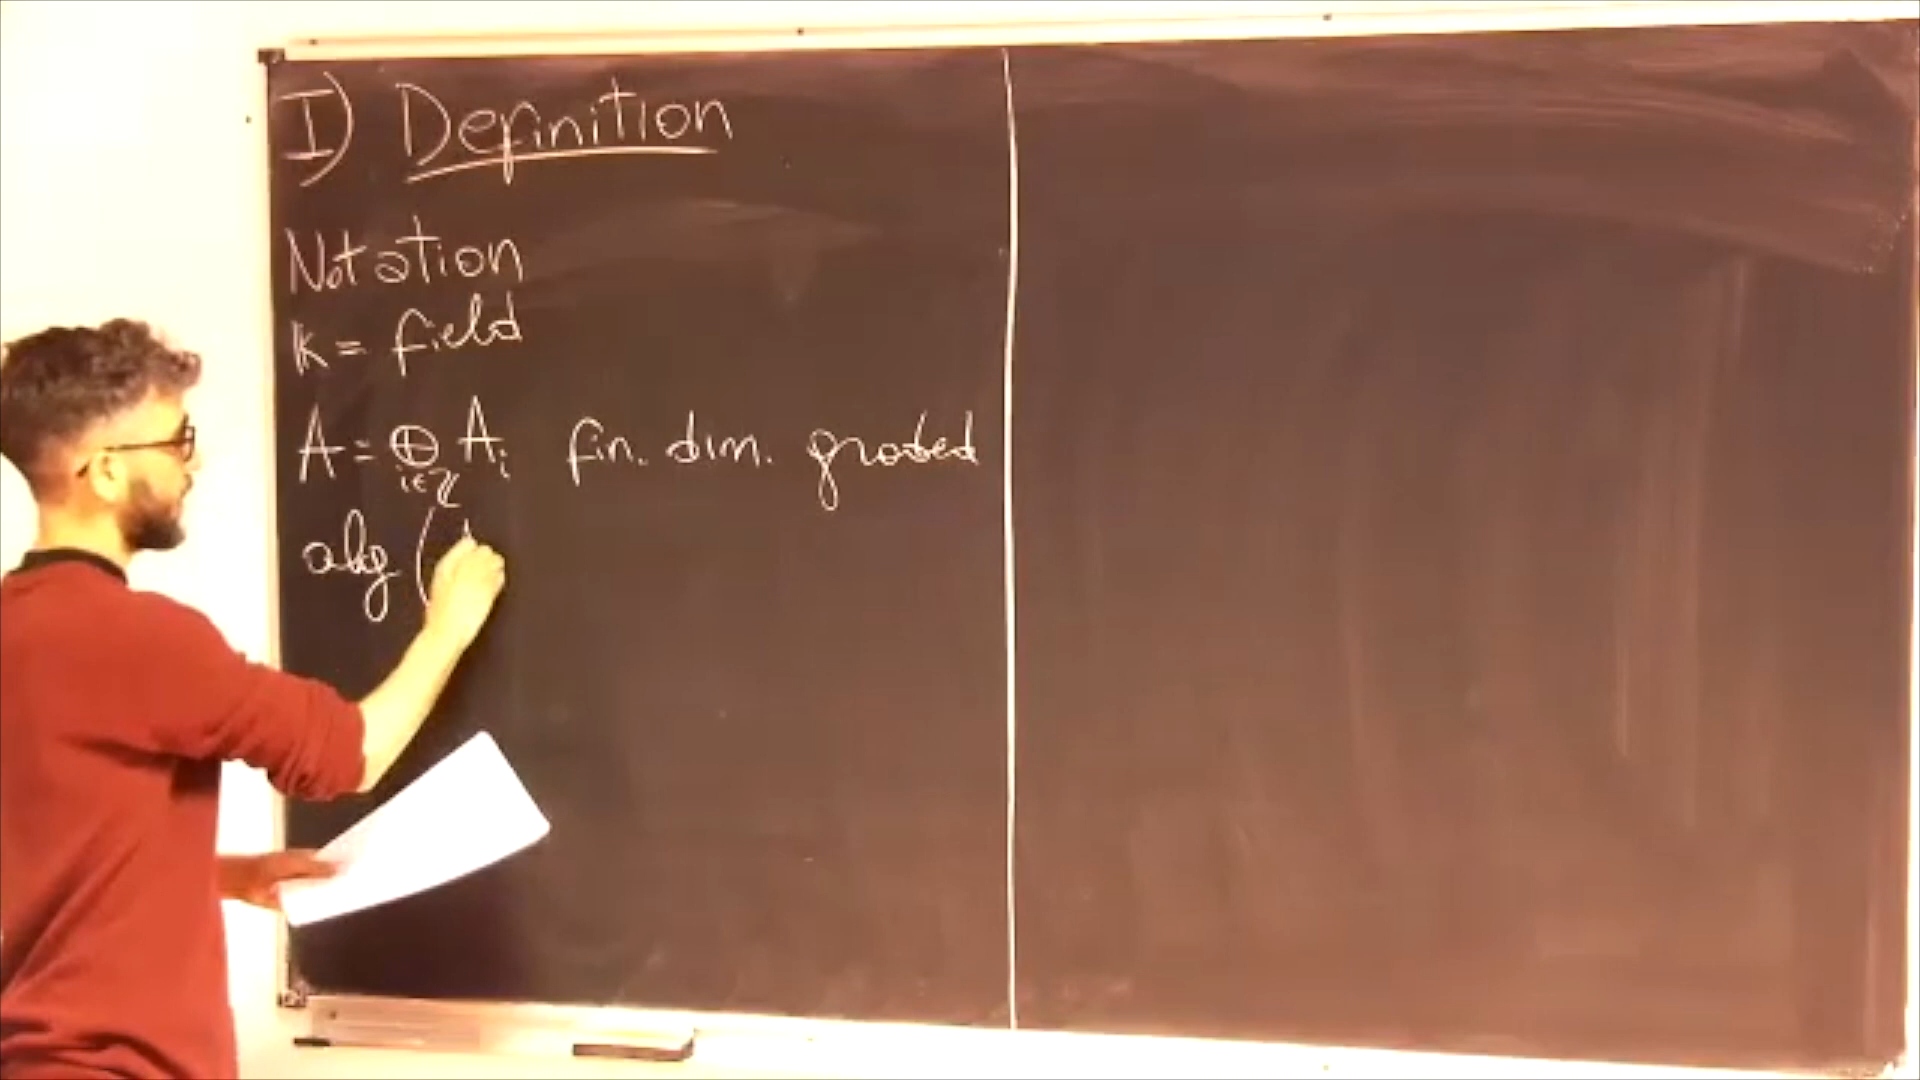 I) Definition
Notation
𝕜 = field
A = ⊕ A_i fin. dim. graded
i∈ℤ
alg (